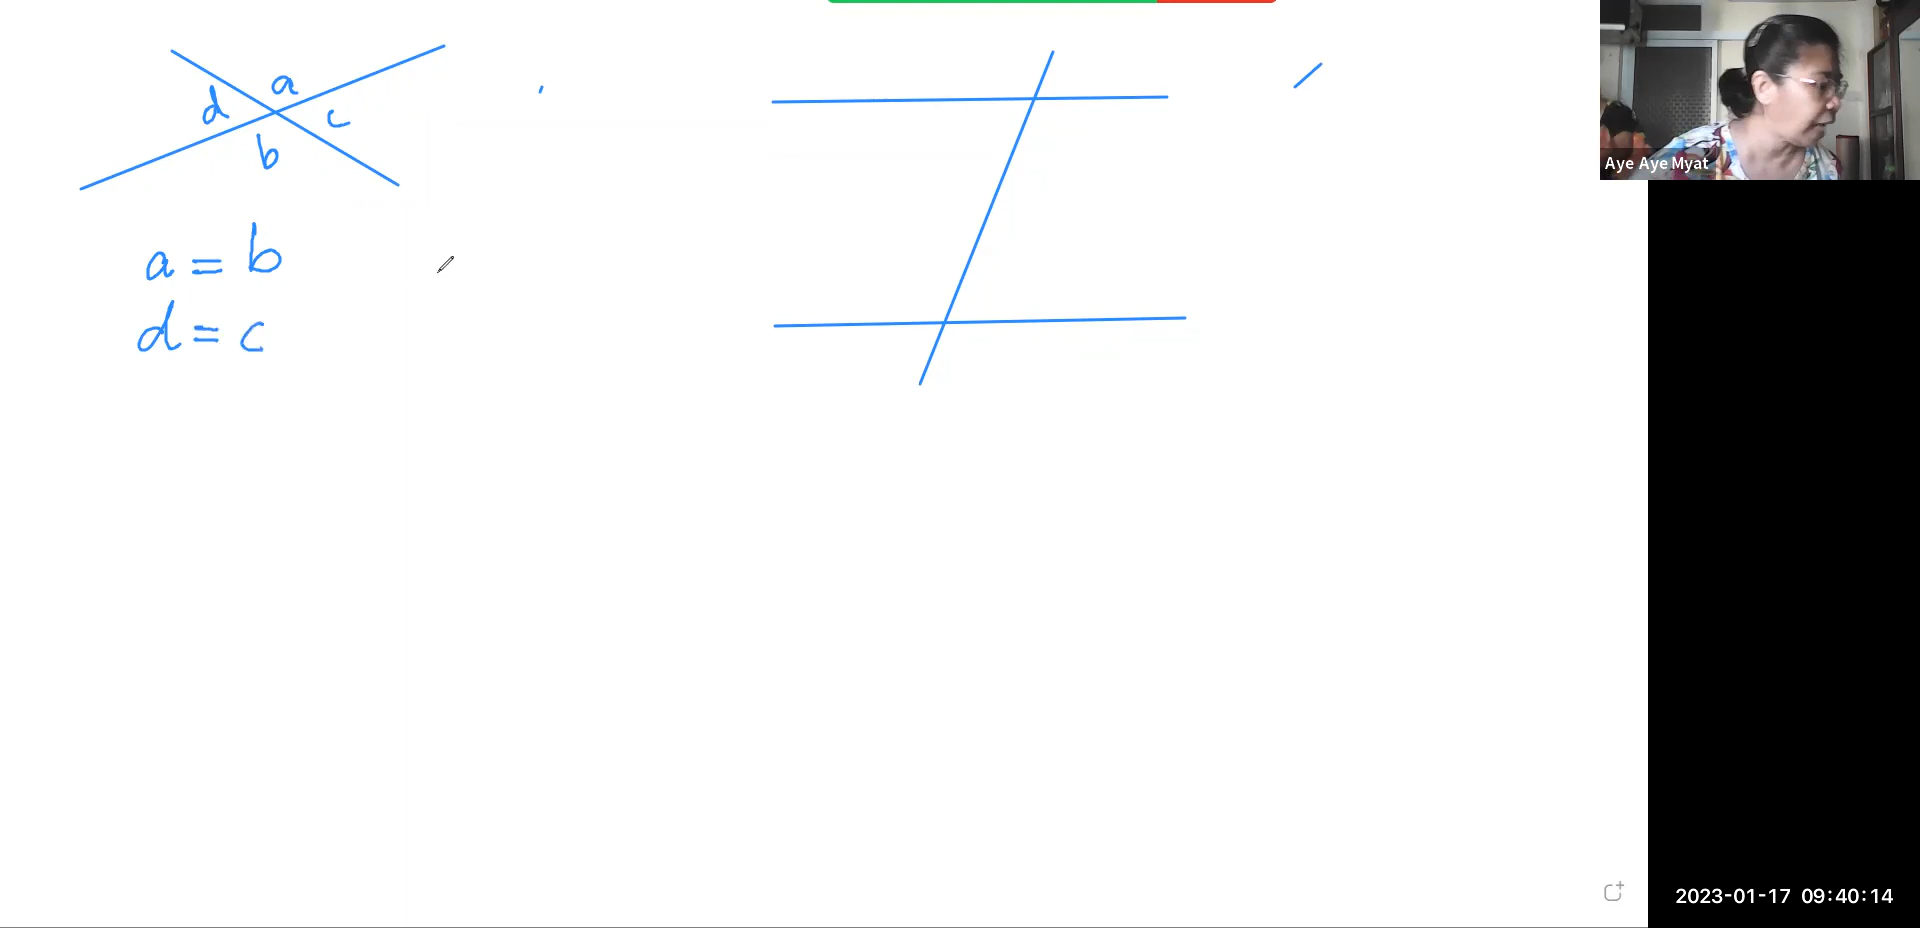 a
d
c
b
a = b
d = c
Aye Aye Myat
2023-01-17 09:40:14